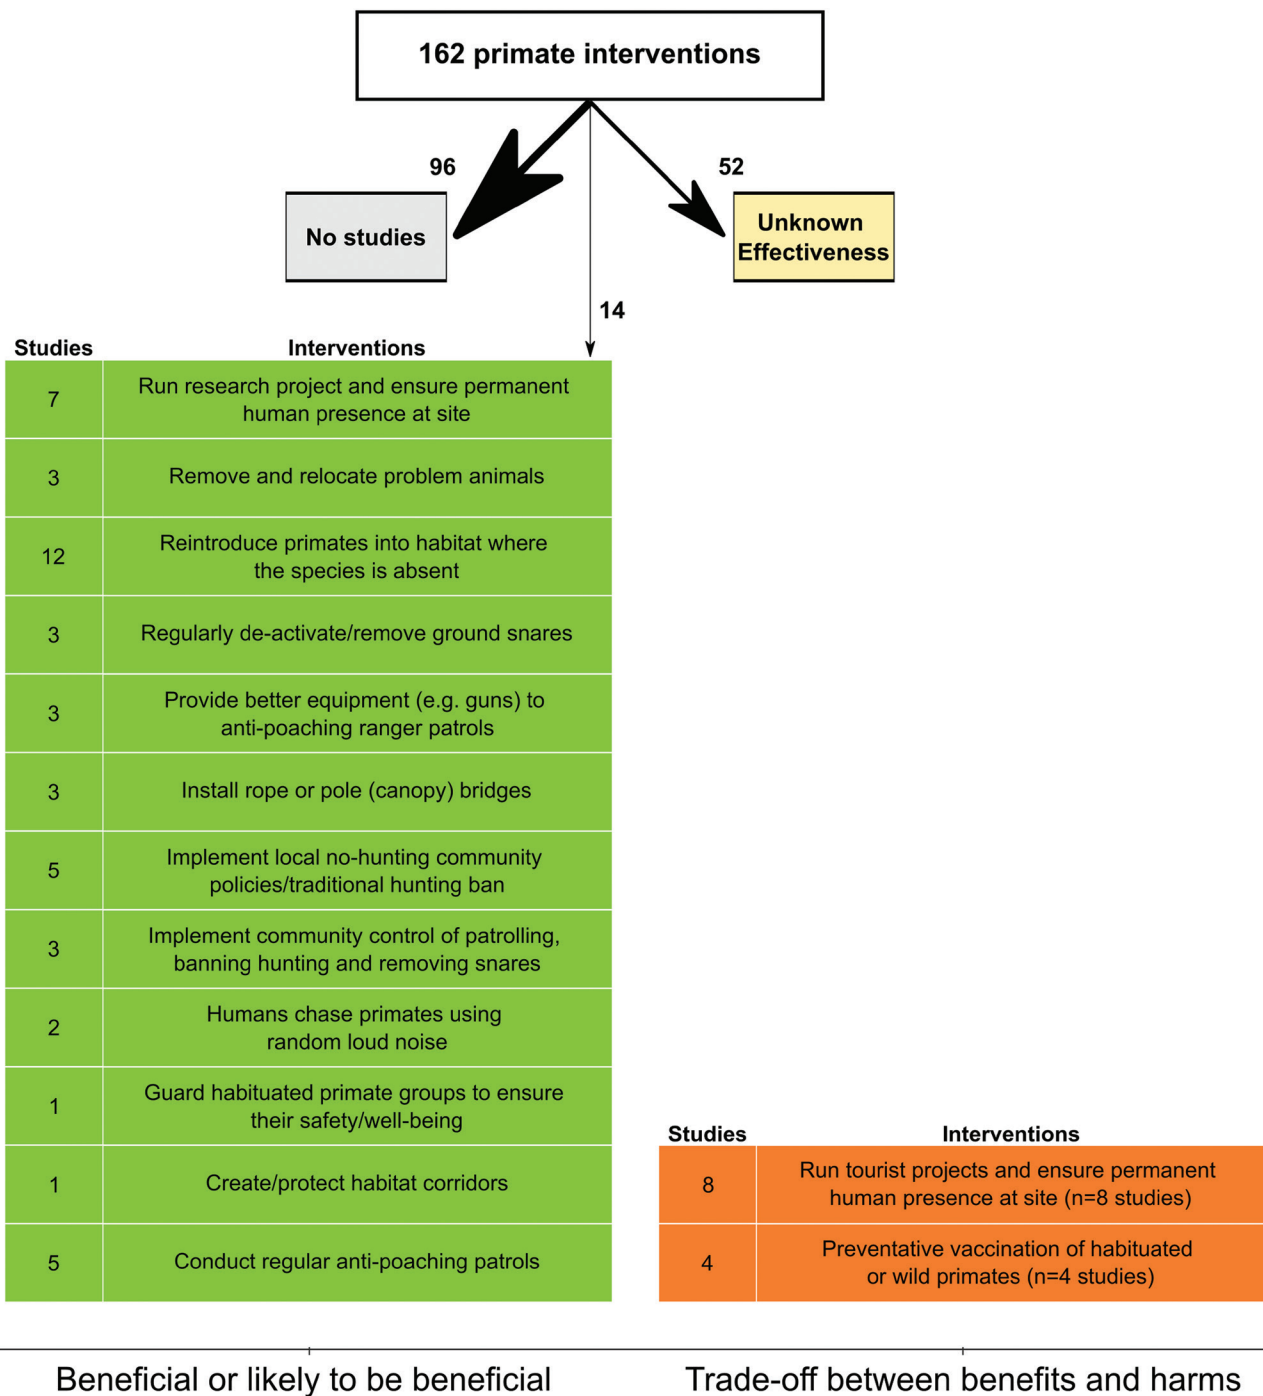 162 primate interventions
96
52
No studies
Unknown
Effectiveness
14
Studies Interventions
7 Run research project and ensure permanent
human presence at site
3 Remove and relocate problem animals
12 Reintroduce primates into habitat where
the species is absent
3 Regularly de-activate/remove ground snares
3 Provide better equipment (e.g. guns) to
anti-poaching ranger patrols
3 Install rope or pole (canopy) bridges
5 Implement local no-hunting community
policies/traditional hunting ban
3 Implement community control of patrolling,
banning hunting and removing snares
2 Humans chase primates using
random loud noise
1 Guard habituated primate groups to ensure
their safety/well-being
1 Create/protect habitat corridors
5 Conduct regular anti-poaching patrols
Studies Interventions
8 Run tourist projects and ensure permanent
human presence at site (n=8 studies)
4 Preventative vaccination of habituated
or wild primates (n=4 studies)
Beneficial or likely to be beneficial
Trade-off between benefits and harms